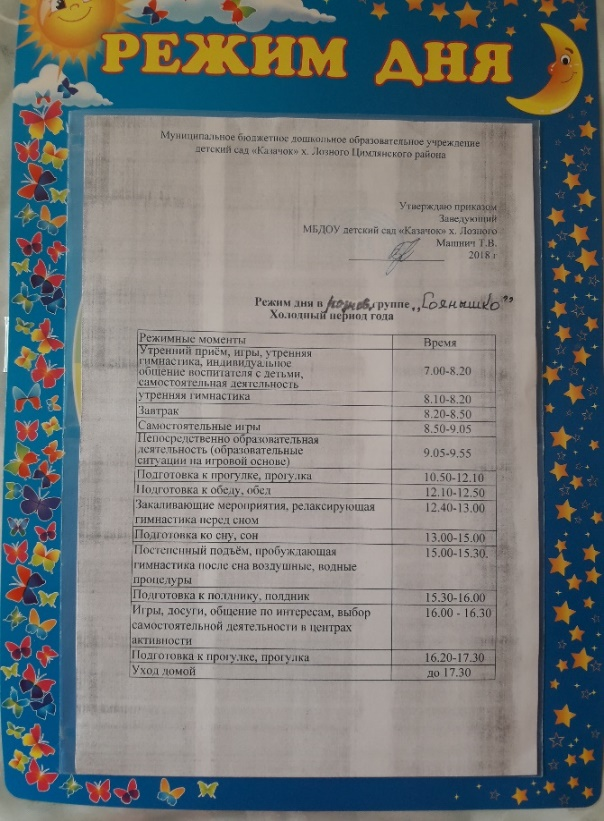 РЕЖИМ ДНЯ
Муниципальное бюджетное дошкольное образовательное учреждение
детский сад «Казачок» х. Лозного Цимлянского района
Утверждаю приказом
Заведующий
МБДОУ детский сад «Казачок» х. Лозного
Машнич Т.В.
2018 г
Режим дня в группе „Солнышко"
Холодный период года
Режимные моменты Время
Утренний приём, игры, утренняя
гимнастика, индивидуальное
общение воспитателя с детьми,
самостоятельная деятельность
7.00-8.20
утренняя гимнастика 8.10-8.20
Завтрак 8.20-8.50
Самостоятельные игры 8.50-9.05
Непосредственно образовательная
деятельность (образовательные
ситуации на игровой основе)
9.05-9.55
Подготовка к прогулке, прогулка 10.50-12.10
Подготовка к обеду, обед 12.10-12.50
Закаливающие мероприятия, релаксирующая 12.40-13.00
гимнастика перед сном
Подготовка ко сну, сон 13.00-15.00
Постепенный подъём, пробуждающая 15.00-15.30.
гимнастика после сна воздушные, водные
процедуры
Подготовка к полднику, полдник 15.30-16.00
Игры, досуги, общение по интересам, выбор 16.00 - 16.30
самостоятельной деятельности в центрах
активности
Подготовка к прогулке, прогулка 16.20-17.30
Уход домой до 17.30